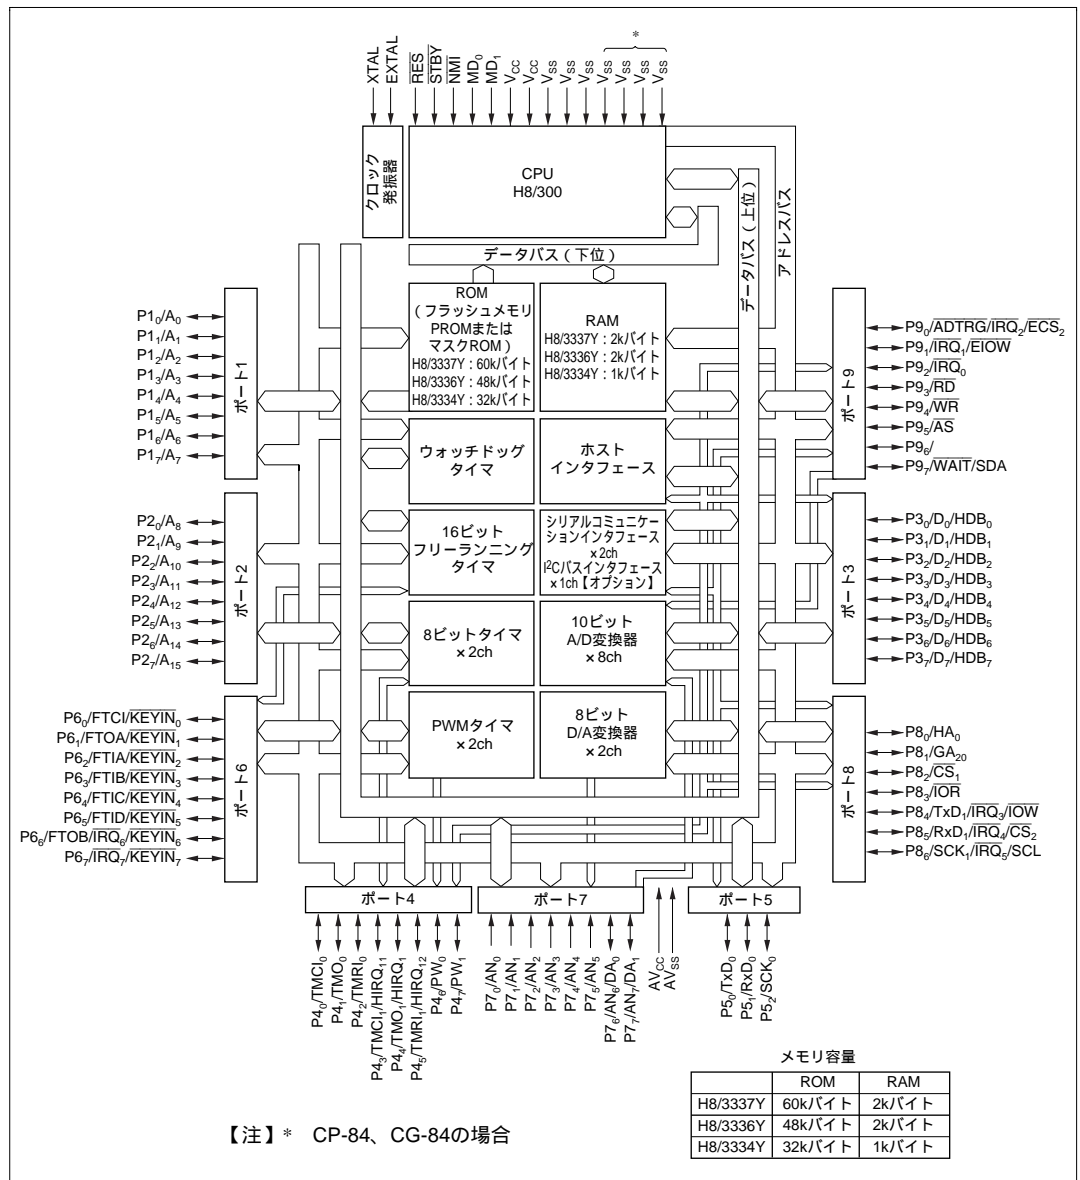 *
XTAL
EXTAL
RES
STBY
NMI
MD0
MD1
VCC
VCC
VSS
VSS
VSS
VSS
VSS
VSS
VSS
クロック
発振器
CPU
H8/300
データバス(下位)
データバス(上位)
アドレスバス
ROM
(フラッシュメモリ
PROMまたは
マスクROM)
H8/3337Y:60kバイト
H8/3336Y:48kバイト
H8/3334Y:32kバイト
RAM
H8/3337Y:2kバイト
H8/3336Y:2kバイト
H8/3334Y:1kバイト
ウォッチドッグ
タイマ
ホスト
インタフェース
16ビット
フリーランニング
タイマ
シリアルコミュニケー
ションインタフェース
×2ch
I2Cバスインタフェース
×1ch【オプション】
8ビットタイマ
×2ch
10ビット
A/D変換器
×8ch
PWMタイマ
×2ch
8ビット
D/A変換器
×2ch
P10/A0
P11/A1
P12/A2
P13/A3
P14/A4
P15/A5
P16/A6
P17/A7
ポート1
P20/A8
P21/A9
P22/A10
P23/A11
P24/A12
P25/A13
P26/A14
P27/A15
ポート2
P60/FTCI/KEYIN0
P61/FTOA/KEYIN1
P62/FTIA/KEYIN2
P63/FTIB/KEYIN3
P64/FTIC/KEYIN4
P65/FTID/KEYIN5
P66/FTOB/IRQ6/KEYIN6
P67/IRQ7/KEYIN7
ポート6
ポート9
P90/ADTRG/IRQ2/ECS2
P91/IRQ1/EIOW
P92/IRQ0
P93/RD
P94/WR
P95/AS
P96/
P97/WAIT/SDA
ポート3
P30/D0/HDB0
P31/D1/HDB1
P32/D2/HDB2
P33/D3/HDB3
P34/D4/HDB4
P35/D5/HDB5
P36/D6/HDB6
P37/D7/HDB7
ポート8
P80/HA0
P81/GA20
P82/CS1
P83/IOR
P84/TxD1/IRQ3/IOW
P85/RxD1/IRQ4/CS2
P86/SCK1/IRQ5/SCL
ポート4
P40/TMCI0
P41/TMO0
P42/TMRI0
P43/TMCI1/HIRQ11
P44/TMO1/HIRQ1
P45/TMRI1/HIRQ12
P46/PW0
P47/PW1
ポート7
P70/AN0
P71/AN1
P72/AN2
P73/AN3
P74/AN4
P75/AN5
P76/AN6/DA0
P77/AN7/DA1
AVCC
AVSS
ポート5
P50/TxD0
P51/RxD0
P52/SCK0
メモリ容量
ROM RAM
H8/3337Y 60kバイト 2kバイト
H8/3336Y 48kバイト 2kバイト
H8/3334Y 32kバイト 1kバイト
【注】* CP-84、CG-84の場合